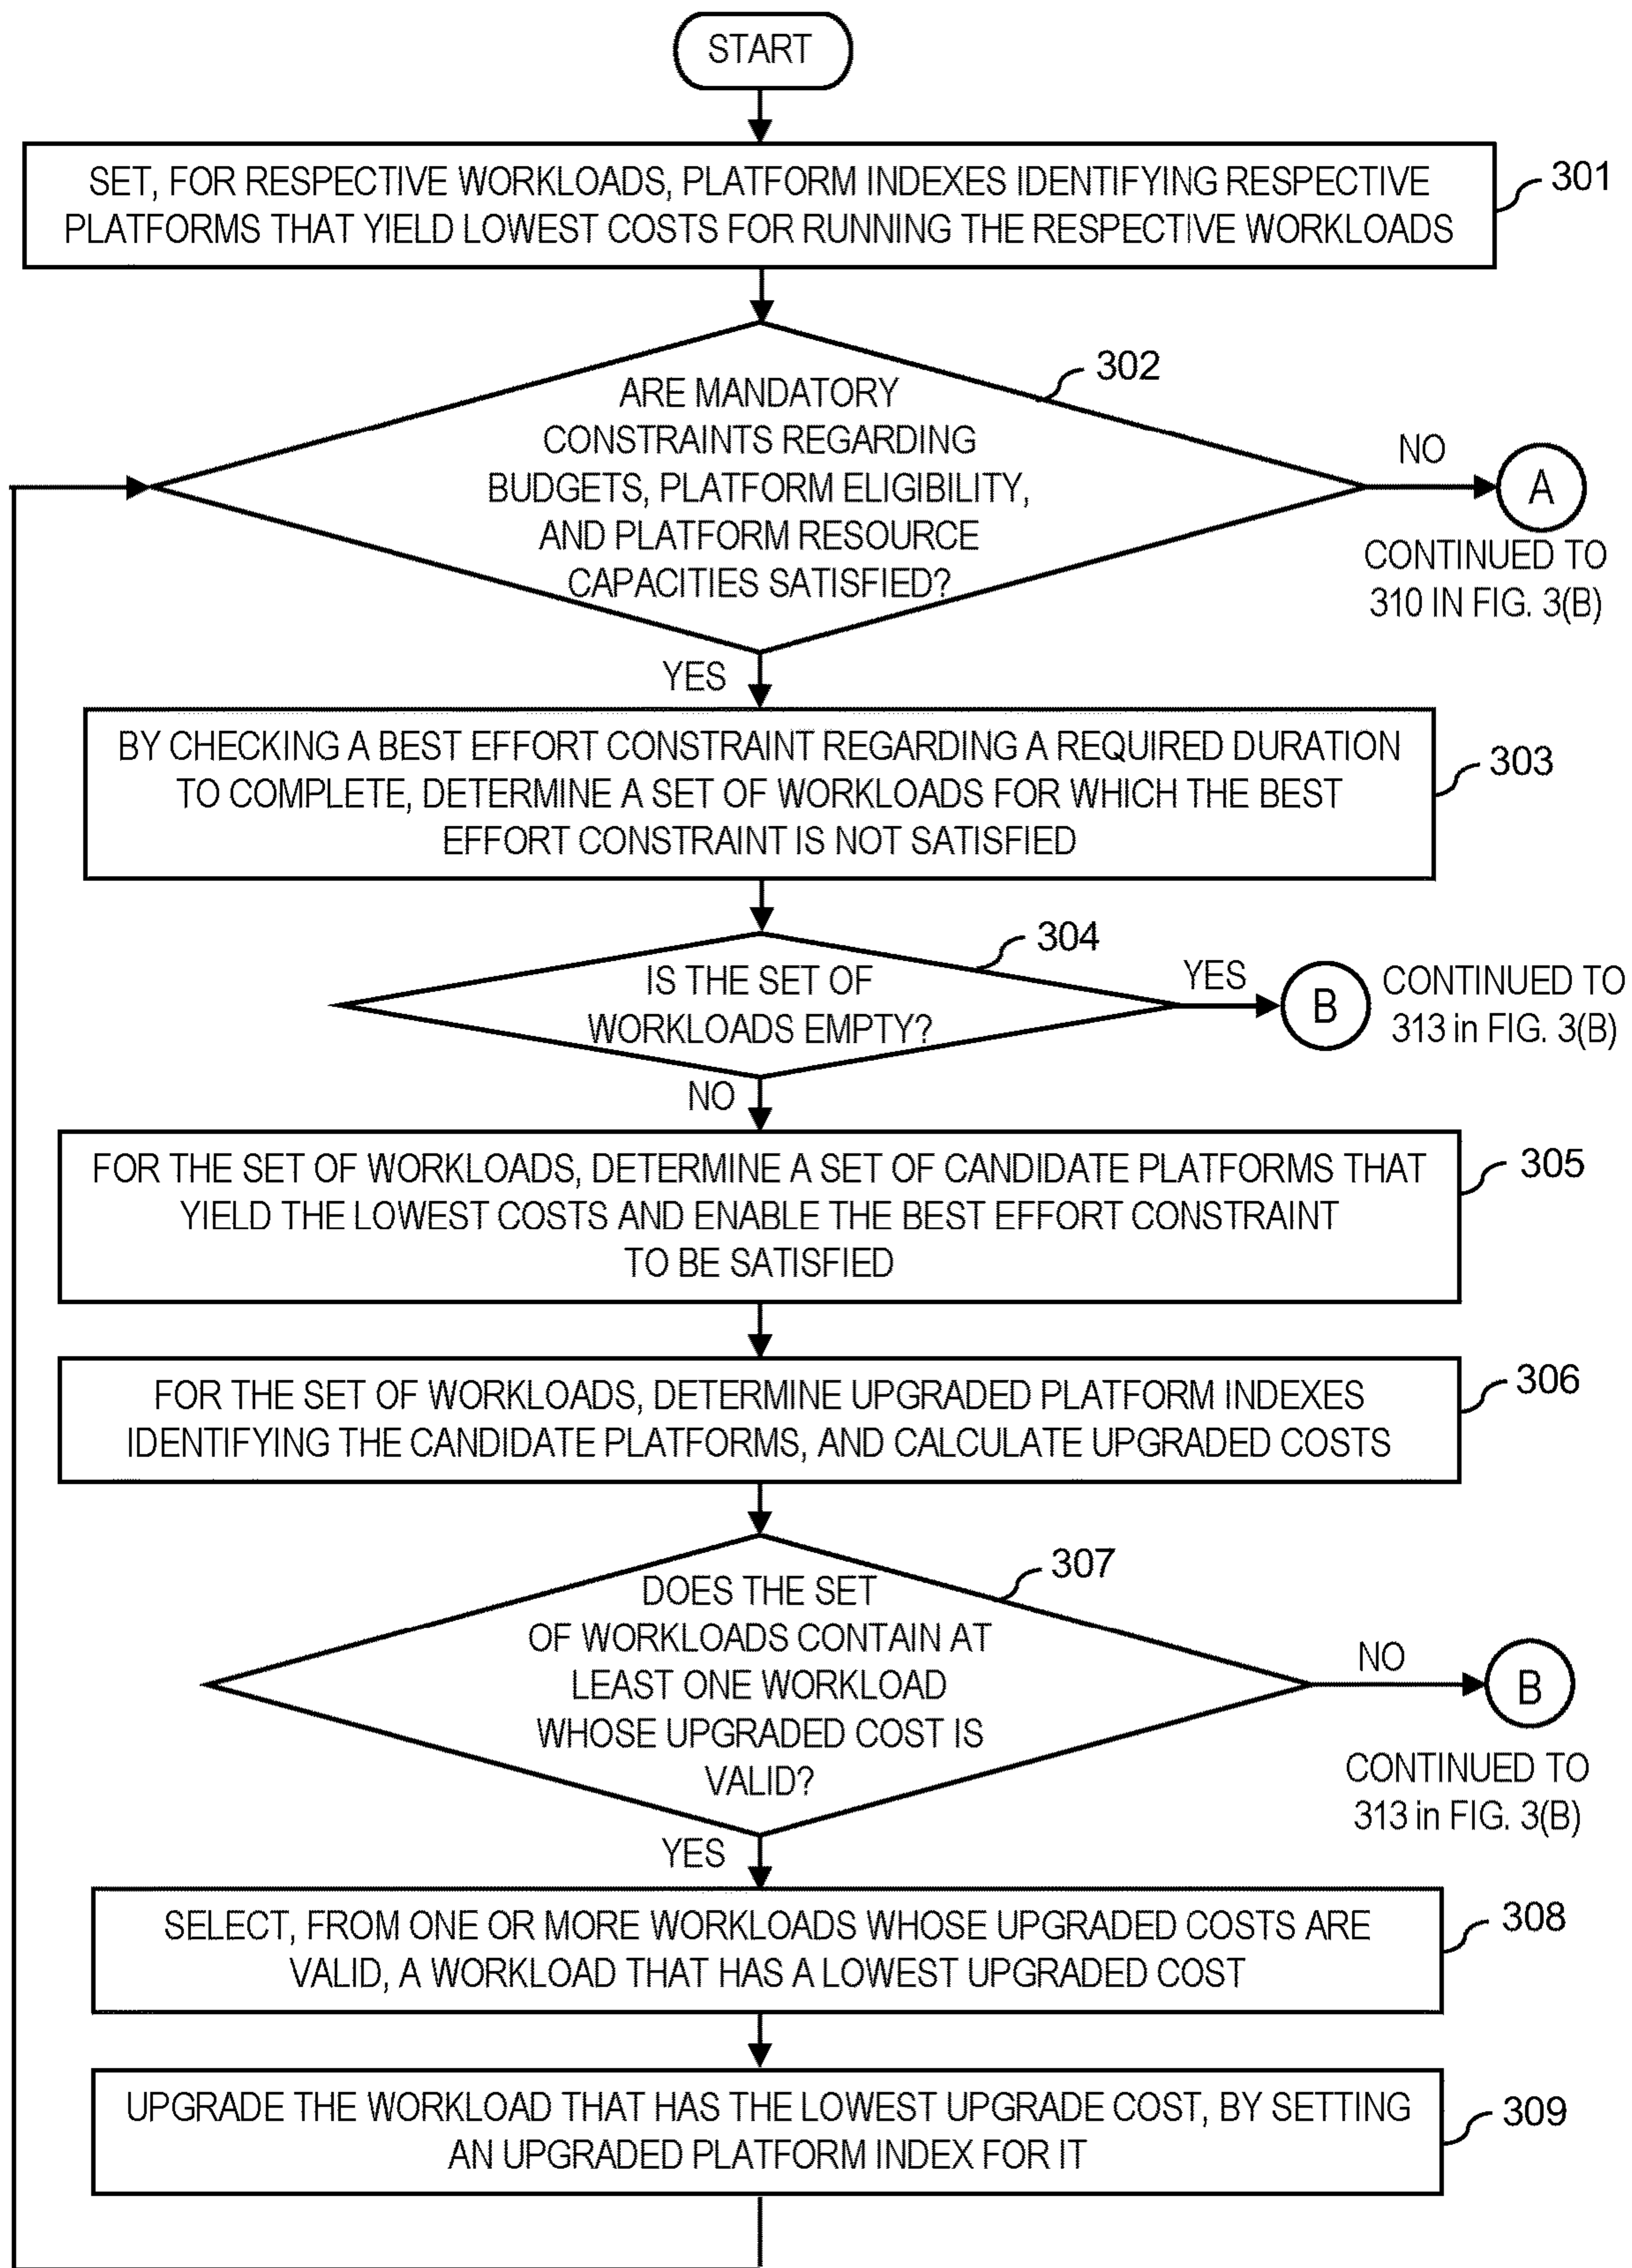 START
SET, FOR RESPECTIVE WORKLOADS, PLATFORM INDEXES IDENTIFYING RESPECTIVE
PLATFORMS THAT YIELD LOWEST COSTS FOR RUNNING THE RESPECTIVE WORKLOADS
301
302
ARE MANDATORY
CONSTRAINTS REGARDING
BUDGETS, PLATFORM ELIGIBILITY,
AND PLATFORM RESOURCE
CAPACITIES SATISFIED?
NO
A
CONTINUED TO
310 IN FIG. 3(B)
YES
BY CHECKING A BEST EFFORT CONSTRAINT REGARDING A REQUIRED DURATION
TO COMPLETE, DETERMINE A SET OF WORKLOADS FOR WHICH THE BEST
EFFORT CONSTRAINT IS NOT SATISFIED
303
304
IS THE SET OF
WORKLOADS EMPTY?
YES
B
CONTINUED TO
313 in FIG. 3(B)
NO
FOR THE SET OF WORKLOADS, DETERMINE A SET OF CANDIDATE PLATFORMS THAT
YIELD THE LOWEST COSTS AND ENABLE THE BEST EFFORT CONSTRAINT
TO BE SATISFIED
305
FOR THE SET OF WORKLOADS, DETERMINE UPGRADED PLATFORM INDEXES
IDENTIFYING THE CANDIDATE PLATFORMS, AND CALCULATE UPGRADED COSTS
306
307
DOES THE SET
OF WORKLOADS CONTAIN AT
LEAST ONE WORKLOAD
WHOSE UPGRADED COST IS
VALID?
NO
B
CONTINUED TO
313 in FIG. 3(B)
YES
SELECT, FROM ONE OR MORE WORKLOADS WHOSE UPGRADED COSTS ARE
VALID, A WORKLOAD THAT HAS A LOWEST UPGRADED COST
308
UPGRADE THE WORKLOAD THAT HAS THE LOWEST UPGRADE COST, BY SETTING
AN UPGRADED PLATFORM INDEX FOR IT
309